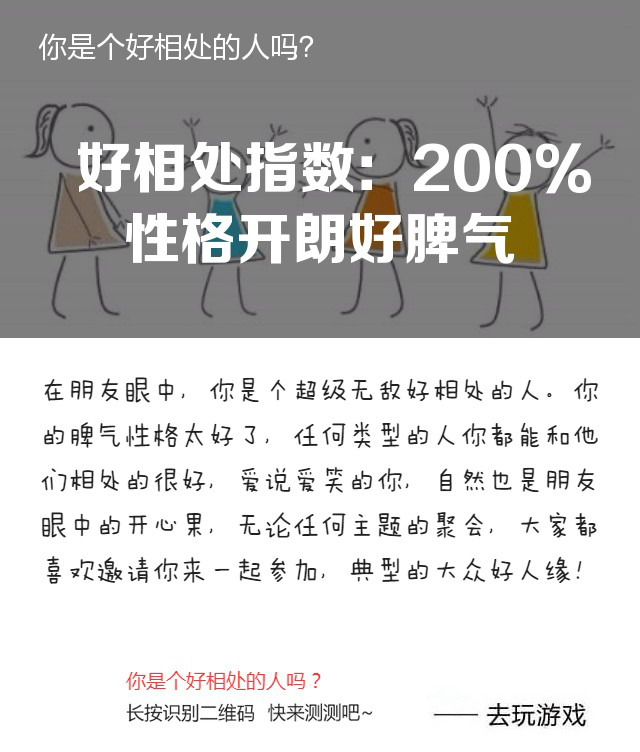 你是个好相处的人吗?
好相处指数：200%
性格开朗好脾气
在朋友眼中，你是个超级无敌好相处的人。你
的脾气性格太好了，任何类型的人你都能和他
们相处的很好，爱说爱笑的你，自然也是朋友
眼中的开心果，无论任何主题的聚会，大家都
喜欢邀请你来一起参加，典型的大众好人缘！
你是个好相处的人吗？
长按识别二维码 快来测测吧~
—— 去玩游戏